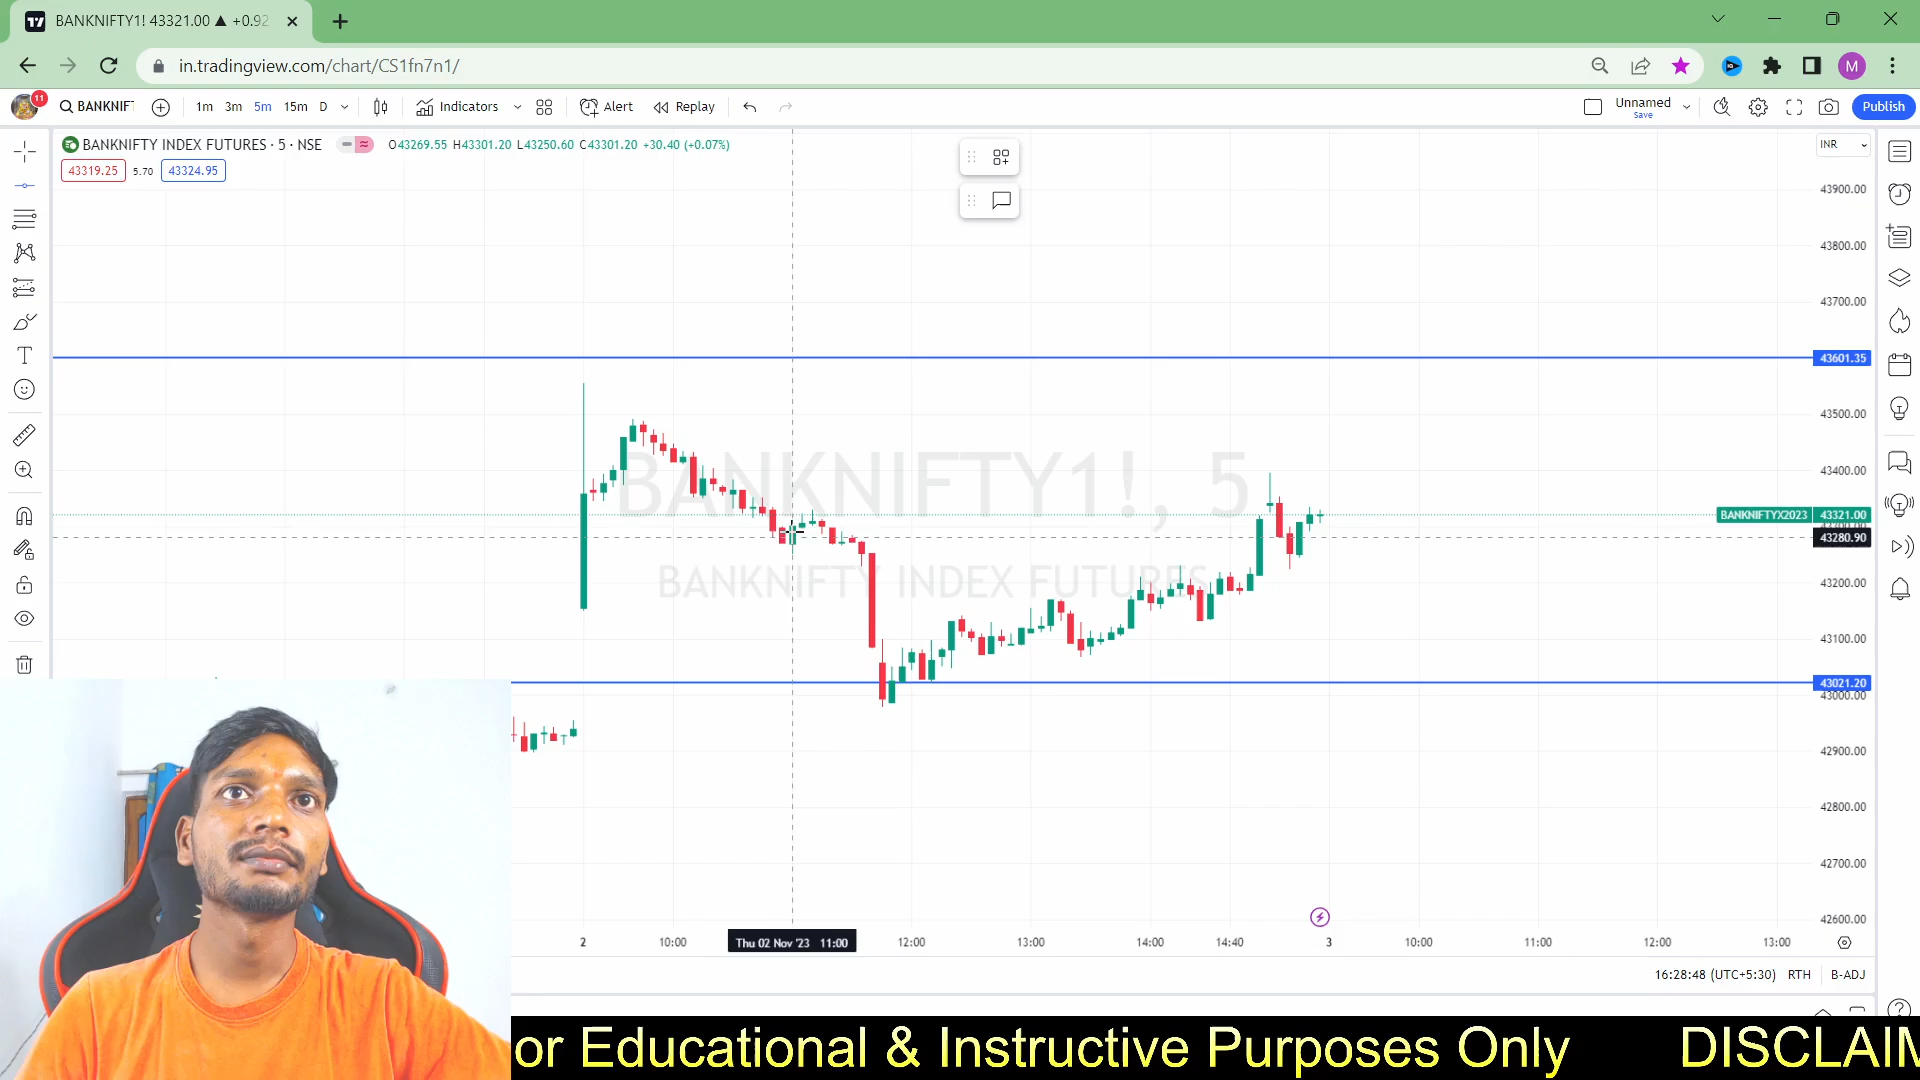 BANKNIFTY1! 43321.00 ▲ +0.92
in.tradingview.com/chart/CS1fn7n1/
M
11
BANKNIFT
1m 3m 5m 15m D
Indicators
Alert
Replay
Unnamed
Save
Publish
BANKNIFTY INDEX FUTURES · 5 · NSE
O43269.55 H43301.20 L43250.60 C43301.20 +30.40 (+0.07%)
43319.25 5.70 43324.95
INR
43900.00
43800.00
43700.00
43601.35
43500.00
43400.00
BANKNIFTY1!, 5
BANKNIFTYX2023 43321.00
43280.90
BANKNIFTY INDEX FUTURES
43200.00
43100.00
43021.20
43000.00
42900.00
42800.00
42700.00
42600.00
2 10:00 Thu 02 Nov '23 11:00 12:00 13:00 14:00 14:40 3 10:00 11:00 12:00 13:00
16:28:48 (UTC+5:30) RTH B-ADJ
or Educational & Instructive Purposes Only DISCLAIM